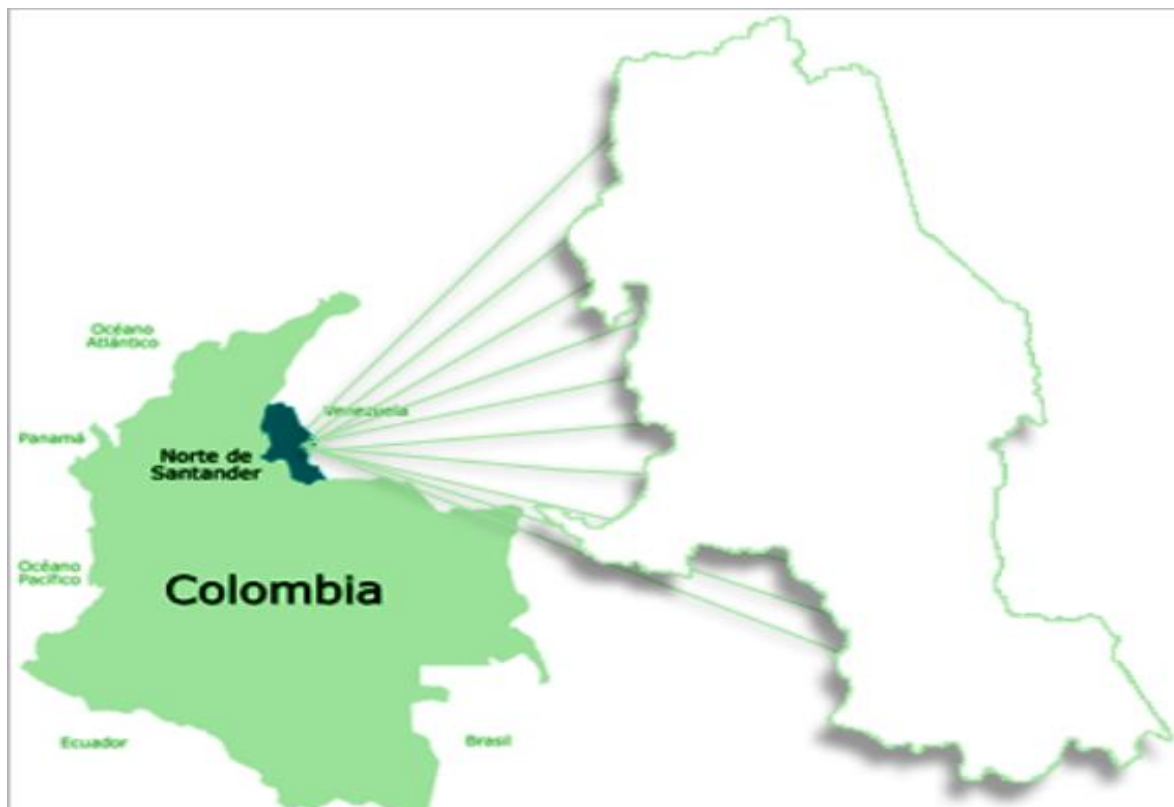 Océano
Atlántico
Venezuela
Panamá
Norte de
Santander
Océano
Pacífico
Colombia
Ecuador
Brasil